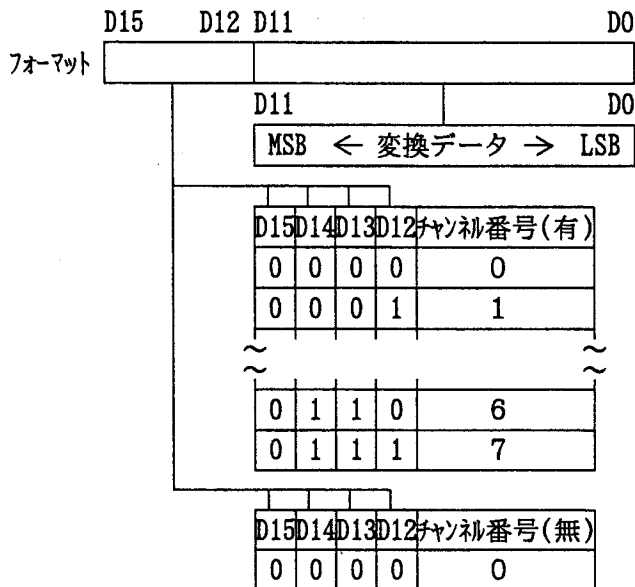 D15 D12 D11 D0
フォーマット
D11 D0
MSB ← 変換データ → LSB
D15 D14 D13 D12 チャンネル番号(有)
0 0 0 0 0
0 0 0 1 1
~ ~
~ ~
0 1 1 0 6
0 1 1 1 7
D15 D14 D13 D12 チャンネル番号(無)
0 0 0 0 0